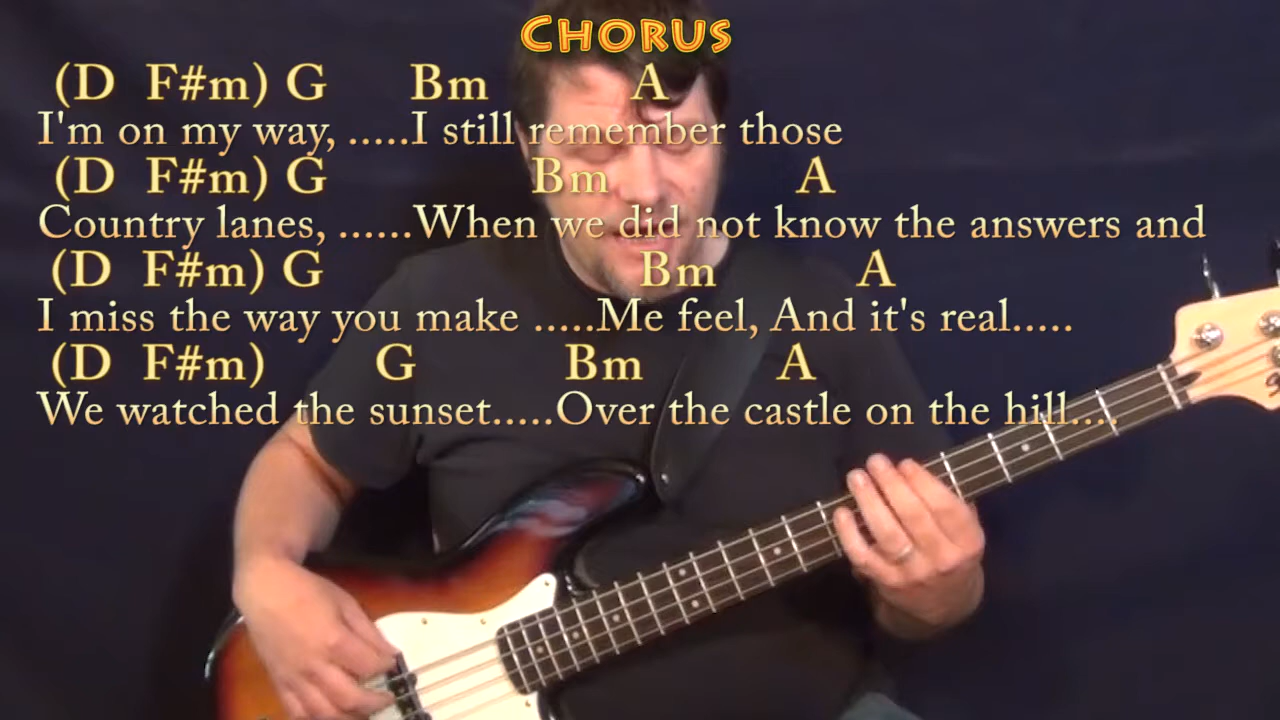 CHORUS
(D F#m) G Bm A
I'm on my way, .....I still remember those
(D F#m) G Bm A
Country lanes, ......When we did not know the answers and
(D F#m) G Bm A
I miss the way you make .....Me feel, And it's real.....
(D F#m) G Bm A
We watched the sunset.....Over the castle on the hill....